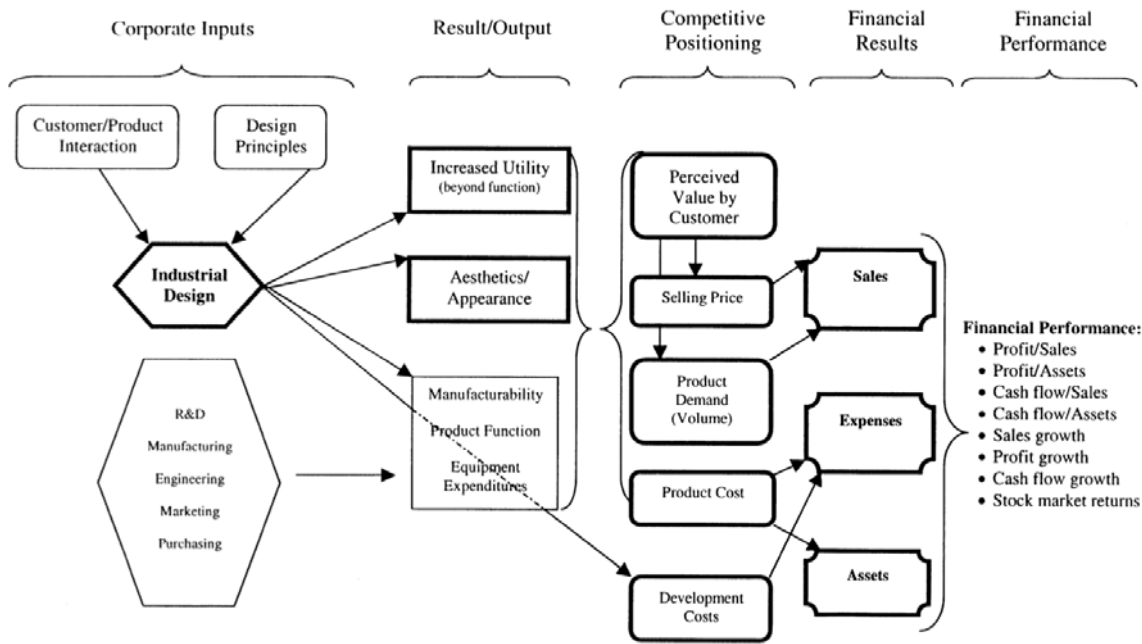 Corporate Inputs
Result/Output
Competitive
Positioning
Financial
Results
Financial
Performance
Customer/Product
Interaction
Design
Principles
Industrial
Design
R&D
Manufacturing
Engineering
Marketing
Purchasing
Increased Utility
(beyond function)
Aesthetics/
Appearance
Manufacturability
Product Function
Equipment
Expenditures
Perceived
Value by
Customer
Selling Price
Product
Demand
(Volume)
Product Cost
Development
Costs
Sales
Expenses
Assets
Financial Performance:
• Profit/Sales
• Profit/Assets
• Cash flow/Sales
• Cash flow/Assets
• Sales growth
• Profit growth
• Cash flow growth
• Stock market returns